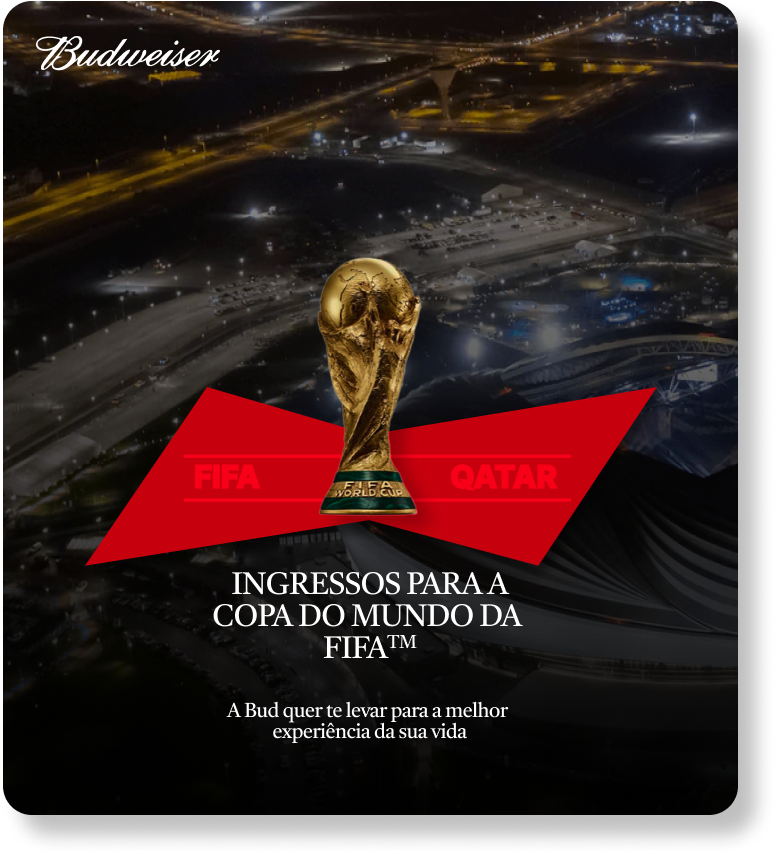 Budweiser
FIFA
QATAR
FIFA
WORLD CUP
INGRESSOS PARA A
COPA DO MUNDO DA
FIFA™
A Bud quer te levar para a melhor
experiência da sua vida